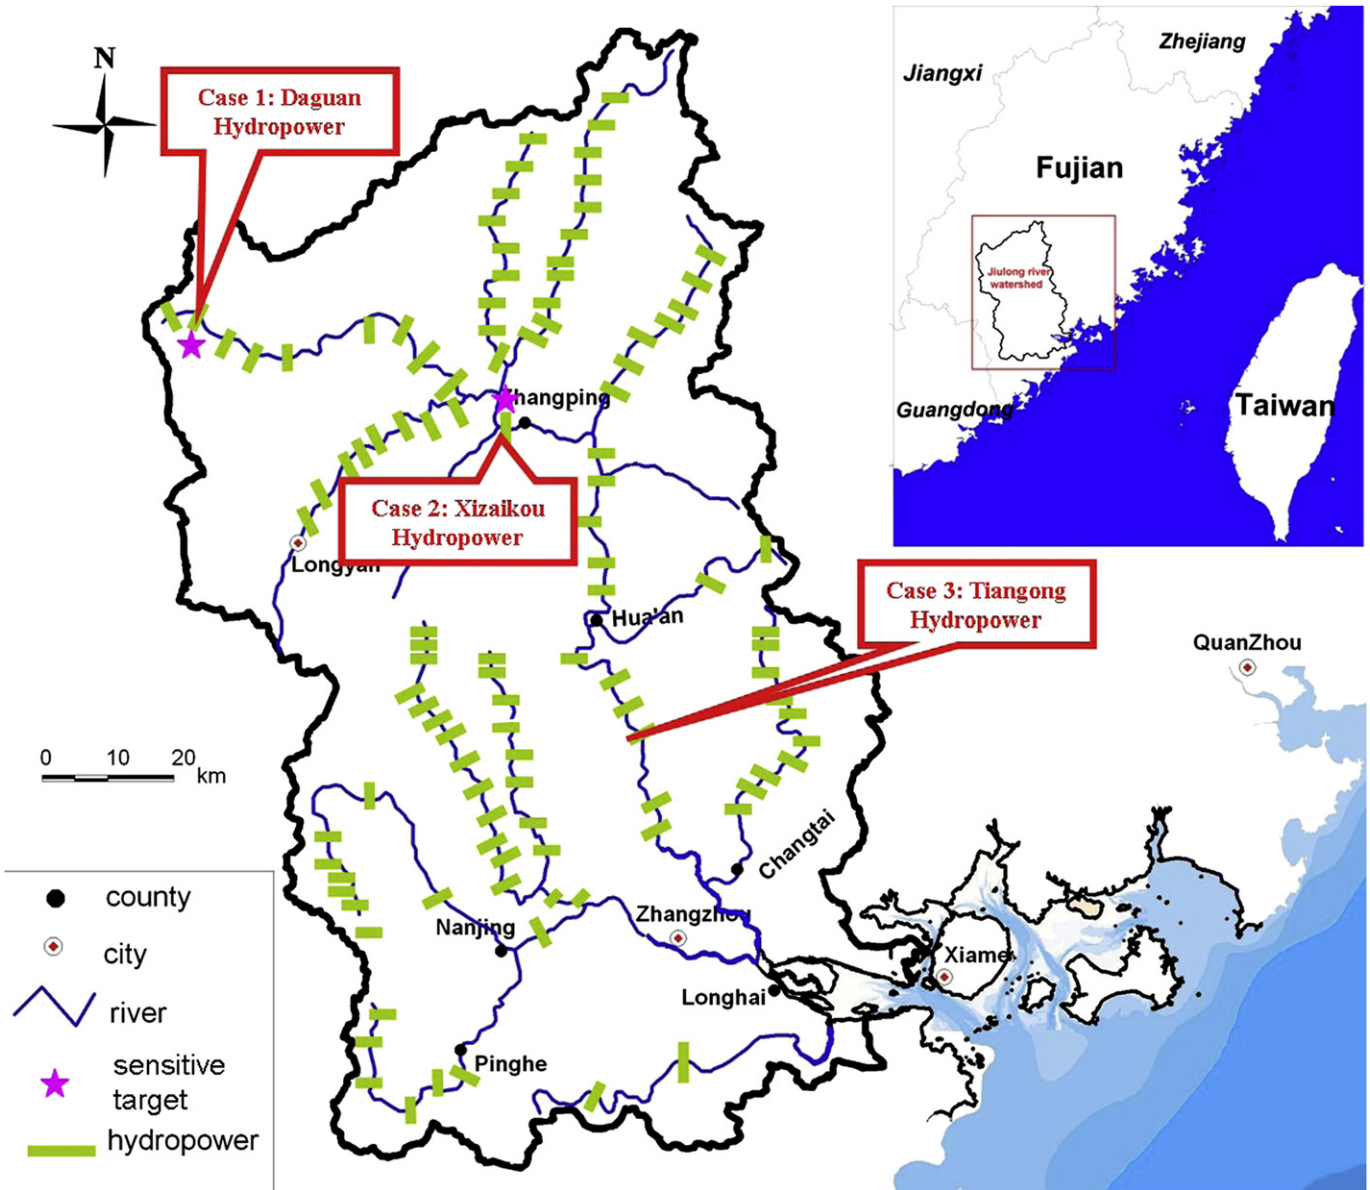 N
Case 1: Daguan
Hydropower
Zhejiang
Jiangxi
Fujian
Jiulong river
watershed
Guangdong
Taiwan
Zhangping
Case 2: Xizaikou
Hydropower
Longyan
Case 3: Tiangong
Hydropower
Hua'an
QuanZhou
0 10 20
km
Changtai
county
city
river
sensitive
target
hydropower
Nanjing
Zhangzhou
Xiamen
Longhai
Pinghe